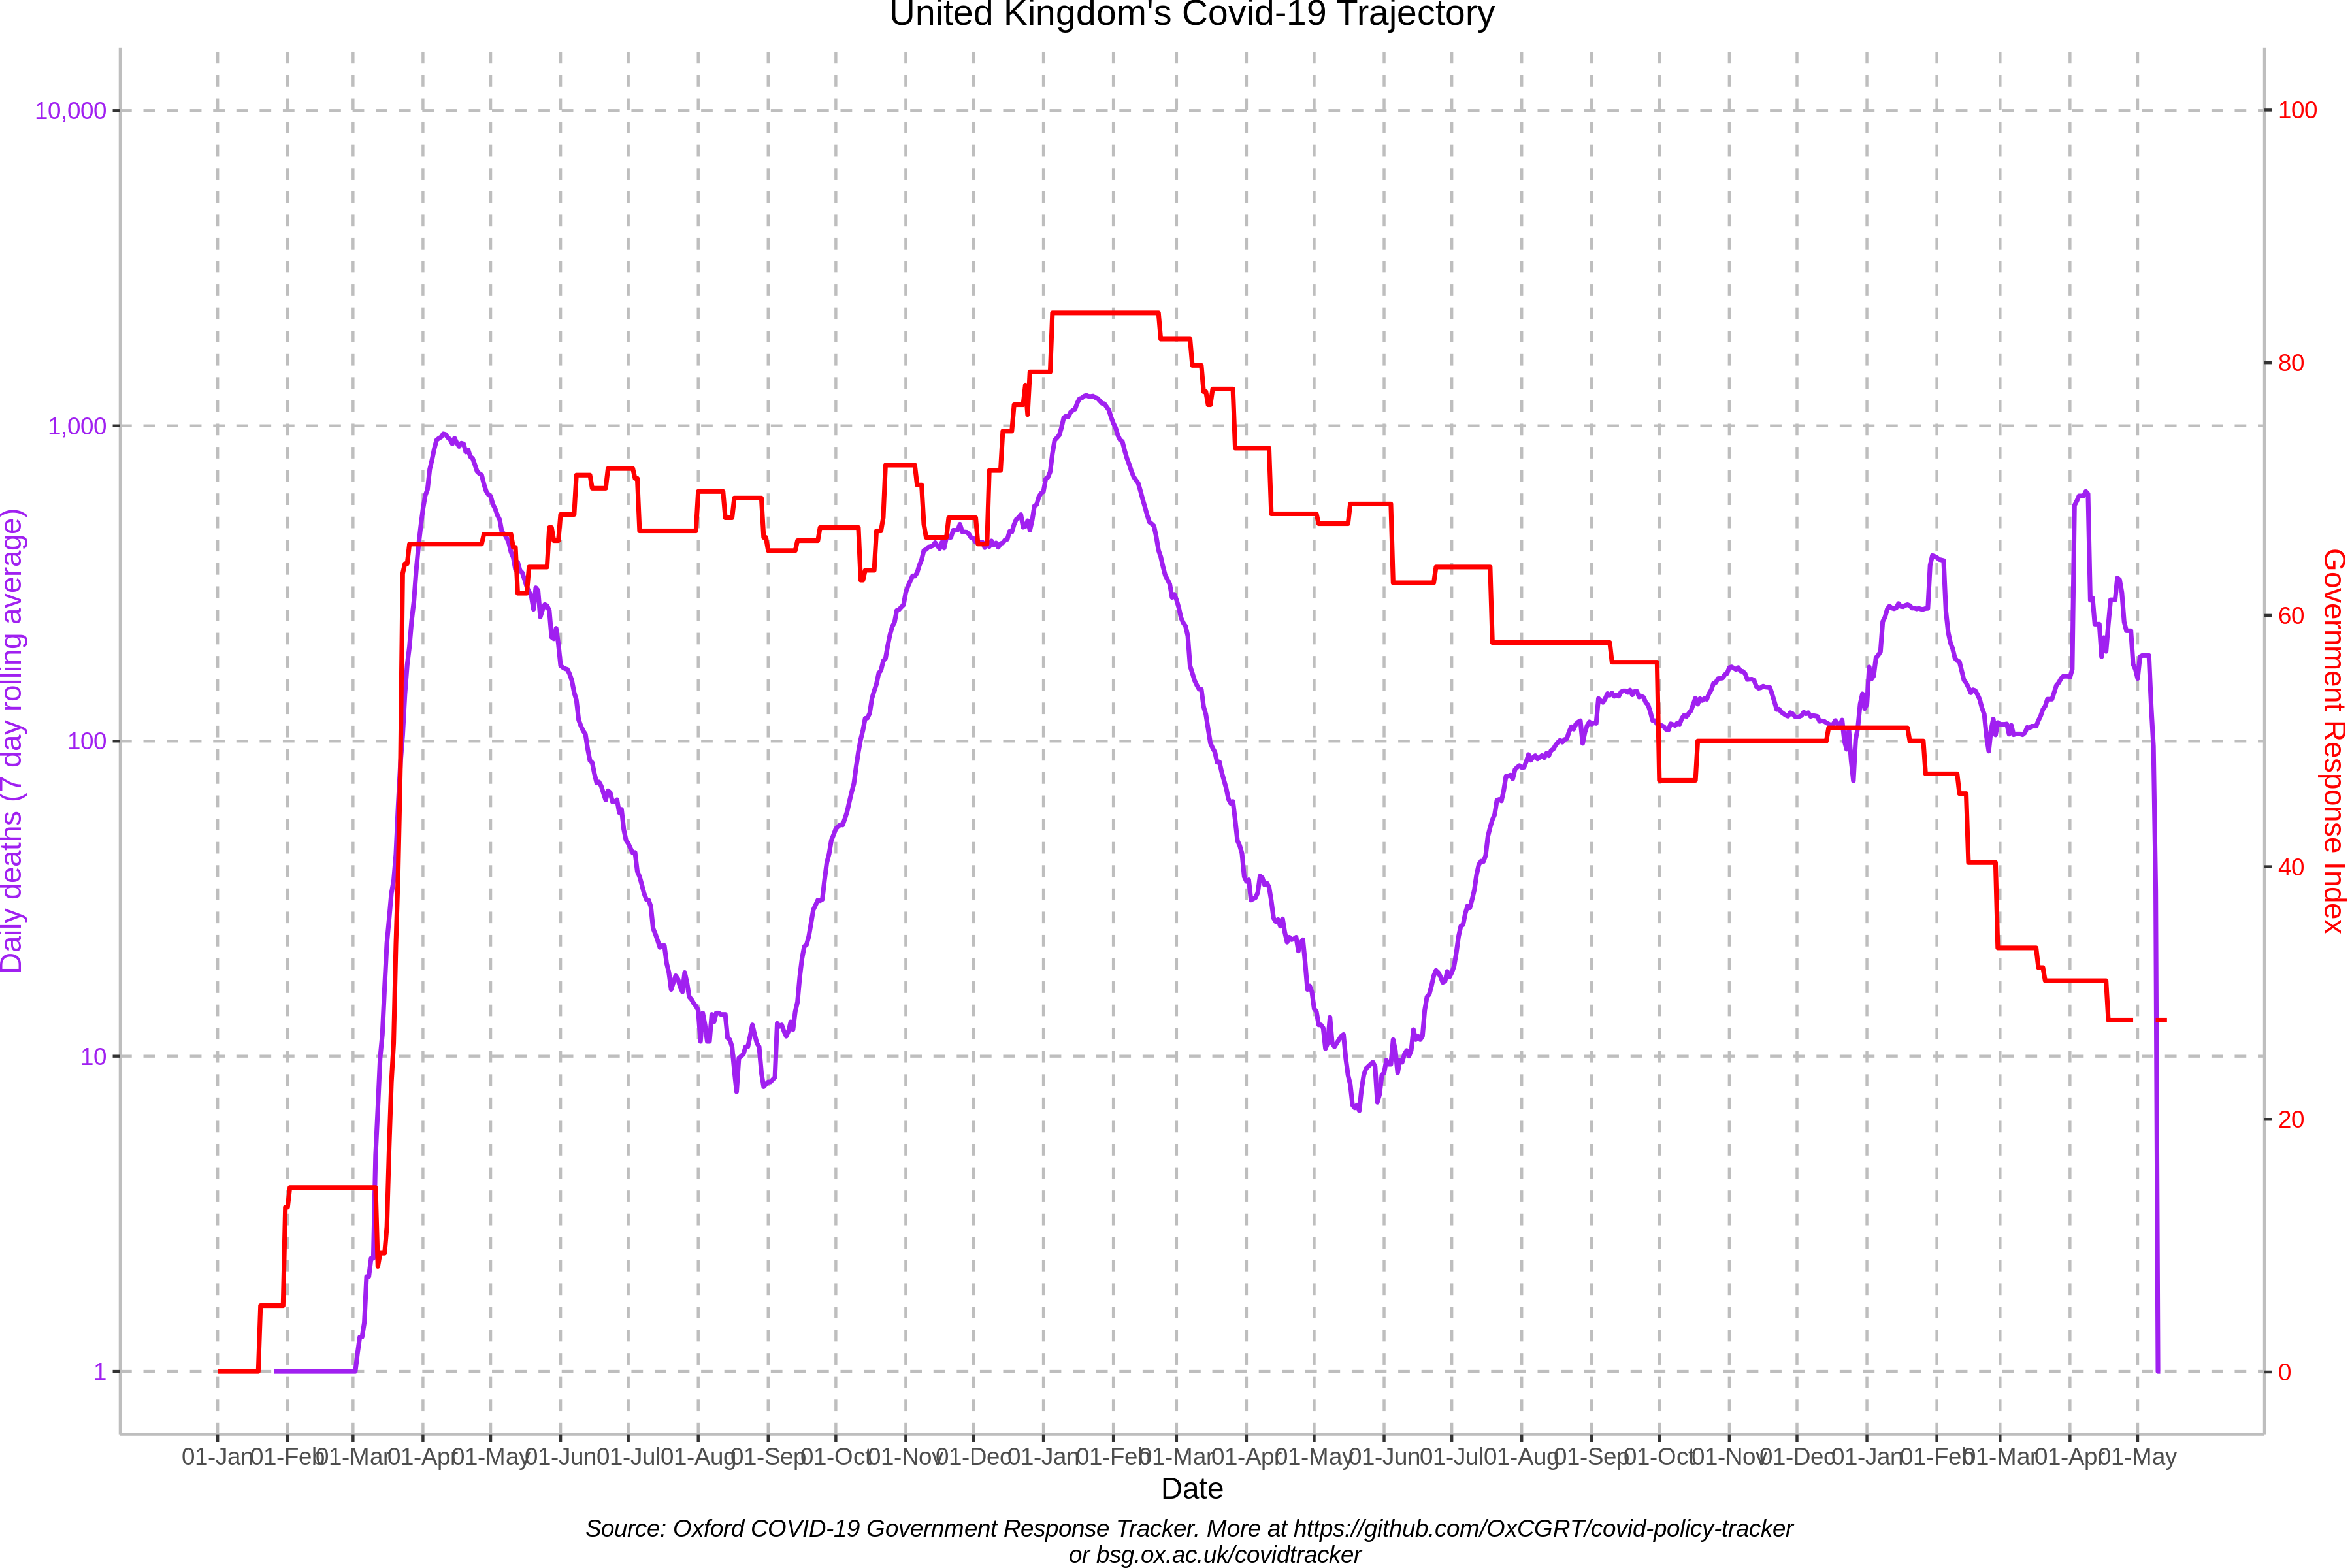 United Kingdom's Covid-19 Trajectory
10,000
1,000
100
10
1
Daily deaths (7 day rolling average)
100
80
60
40
20
0
Government Response Index
01-Jan 01-Feb 01-Mar 01-Apr 01-May 01-Jun 01-Jul 01-Aug 01-Sep 01-Oct 01-Nov 01-Dec 01-Jan 01-Feb 01-Mar 01-Apr 01-May 01-Jun 01-Jul 01-Aug 01-Sep 01-Oct 01-Nov 01-Dec 01-Jan 01-Feb 01-Mar 01-Apr 01-May
Date
Source: Oxford COVID-19 Government Response Tracker. More at https://github.com/OxCGRT/covid-policy-tracker
or bsg.ox.ac.uk/covidtracker